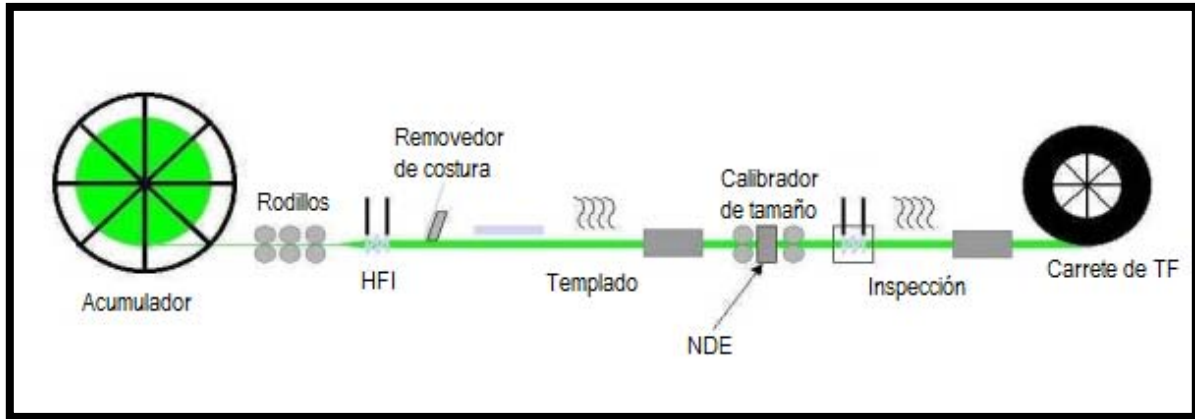 Removedor
de costura
Rodillos
Calibrador
de tamaño
HFI
Acumulador
Templado
NDE
Inspección
Carrete de TF